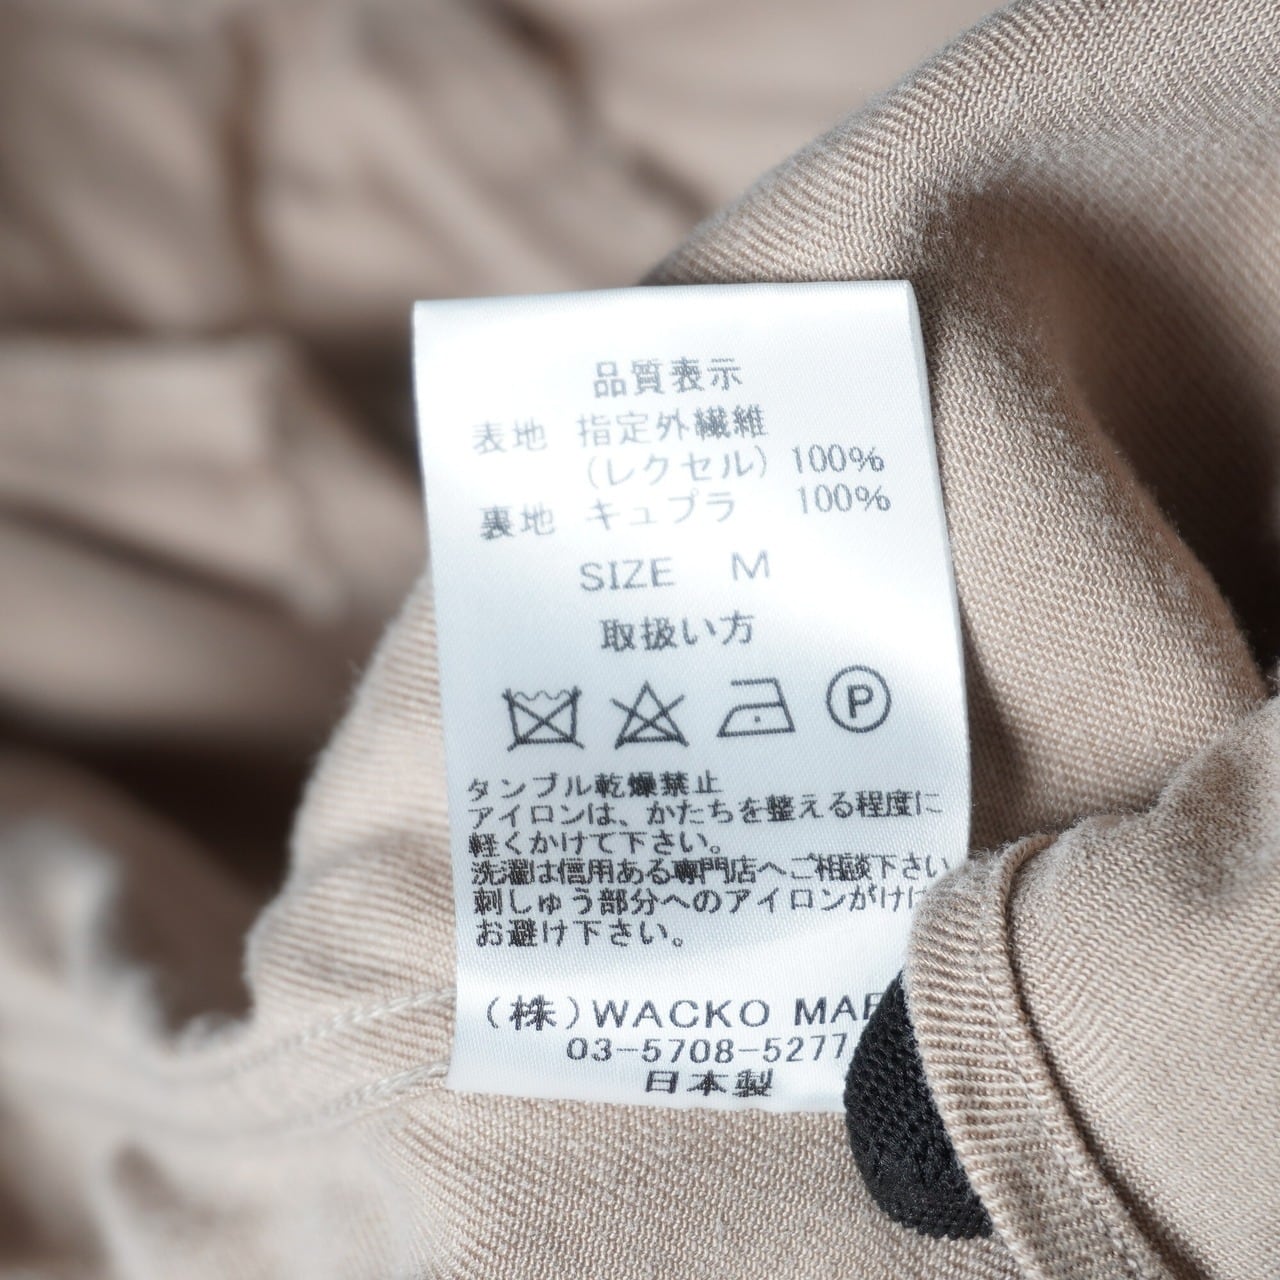 品質表示
表地 指定外繊維
(レクセル) 100%
裏地 キュプラ 100%
SIZE M
取扱い方
P
タンブル乾燥禁止
アイロンは、かたちを整える程度に
軽くかけて下さい。
洗濯は信用ある専門店へご相談下さい
刺しゅう部分へのアイロンがけは
お避け下さい。
(株)WACKO
03-5708-5277
日本製